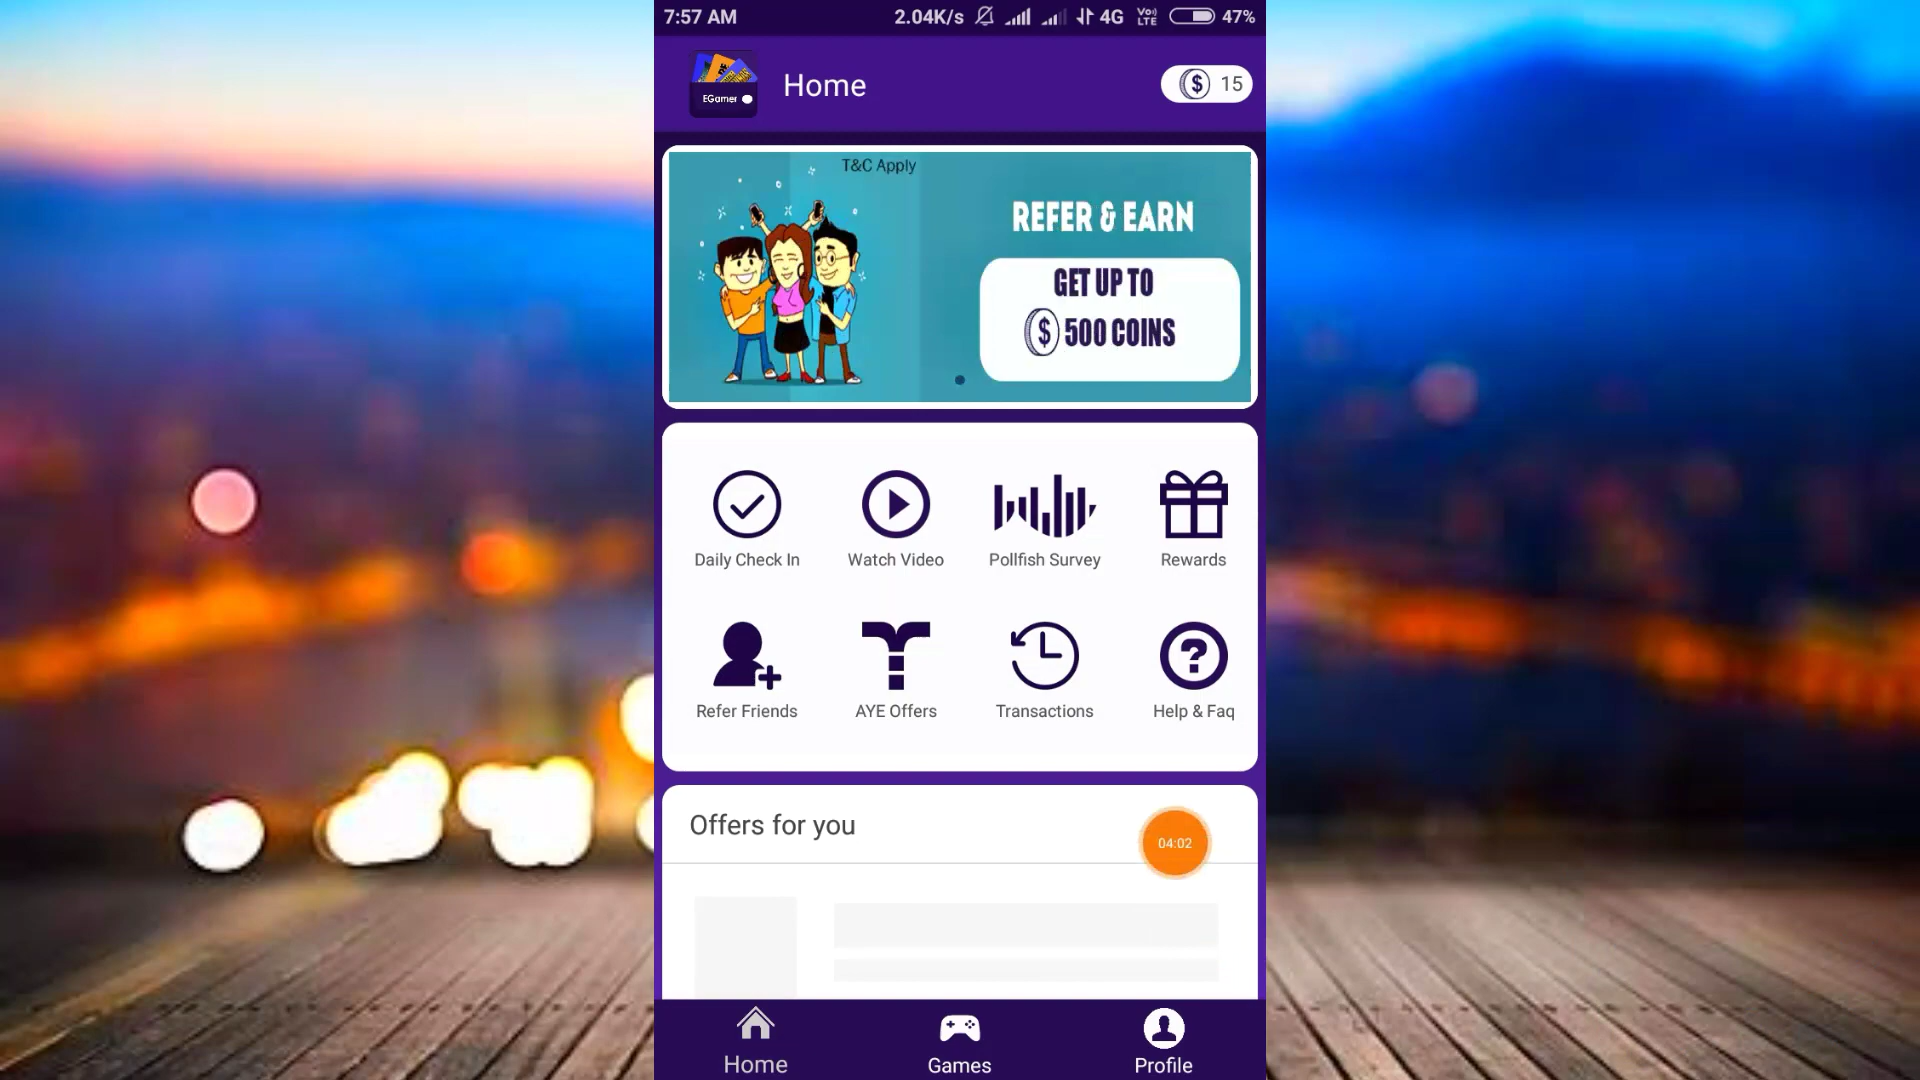 7:57 AM 2.04K/s 4G Vo) LTE 47%
EGamer Home $ 15
T&C Apply
REFER & EARN
GET UP TO
$ 500 COINS
Daily Check In Watch Video Pollfish Survey Rewards
?
Refer Friends AYE Offers Transactions Help & Faq
Offers for you
04:02
Home Games Profile